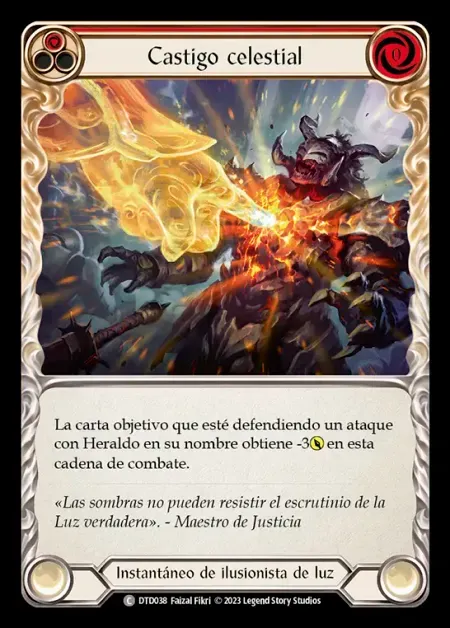 Castigo celestial
0
La carta objetivo que esté defendiendo un ataque
con Heraldo en su nombre obtiene -3 en esta
cadena de combate.
«Las sombras no pueden resistir el escrutinio de la
Luz verdadera». - Maestro de Justicia
Instantáneo de ilusionista de luz
C DTD038 Faizal Fikri © 2023 Legend Story Studios